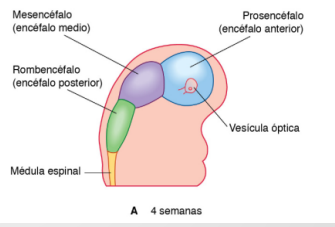 Mesencéfalo
(encéfalo medio)
Prosencéfalo
(encéfalo anterior)
Rombencéfalo
(encéfalo posterior)
Vesícula óptica
Médula espinal
A 4 semanas